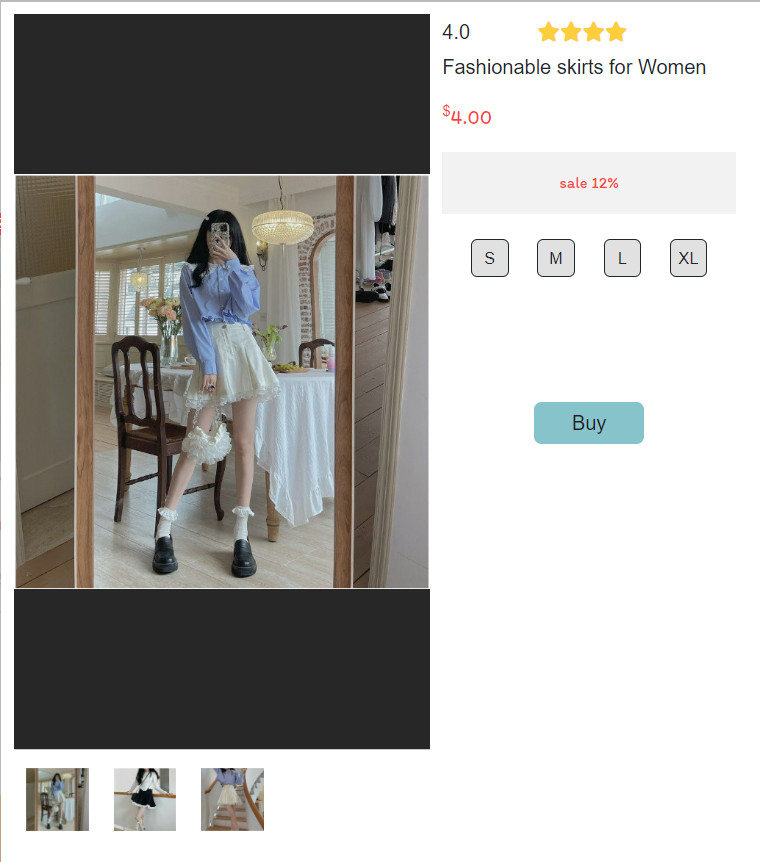 4.0
Fashionable skirts for Women
$4.00
sale 12%
S M L XL
Buy